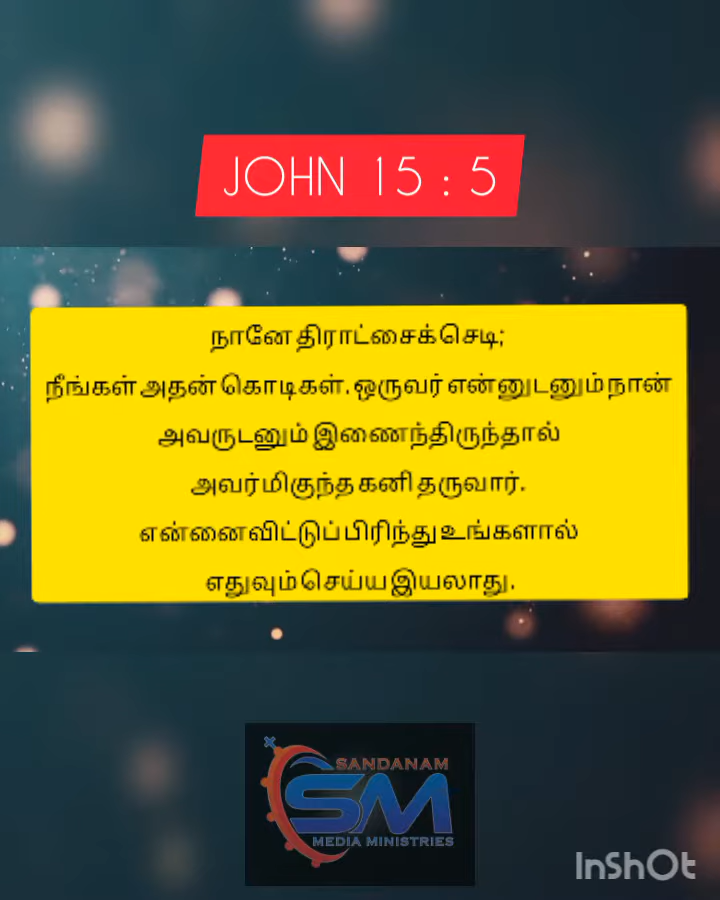 JOHN 15 : 5
நானே திராட்சைக் செடி;
நீங்கள் அதன் கொடிகள். ஒருவர் என்னுடனும் நான்
அவருடனும் இணைந்திருந்தால்
அவர் மிகுந்த கனி தருவார்.
என்னை விட்டுப் பிரிந்து உங்களால்
எதுவும் செய்ய இயலாது.
SANDANAM
SM
MEDIA MINISTRIES
InShOt